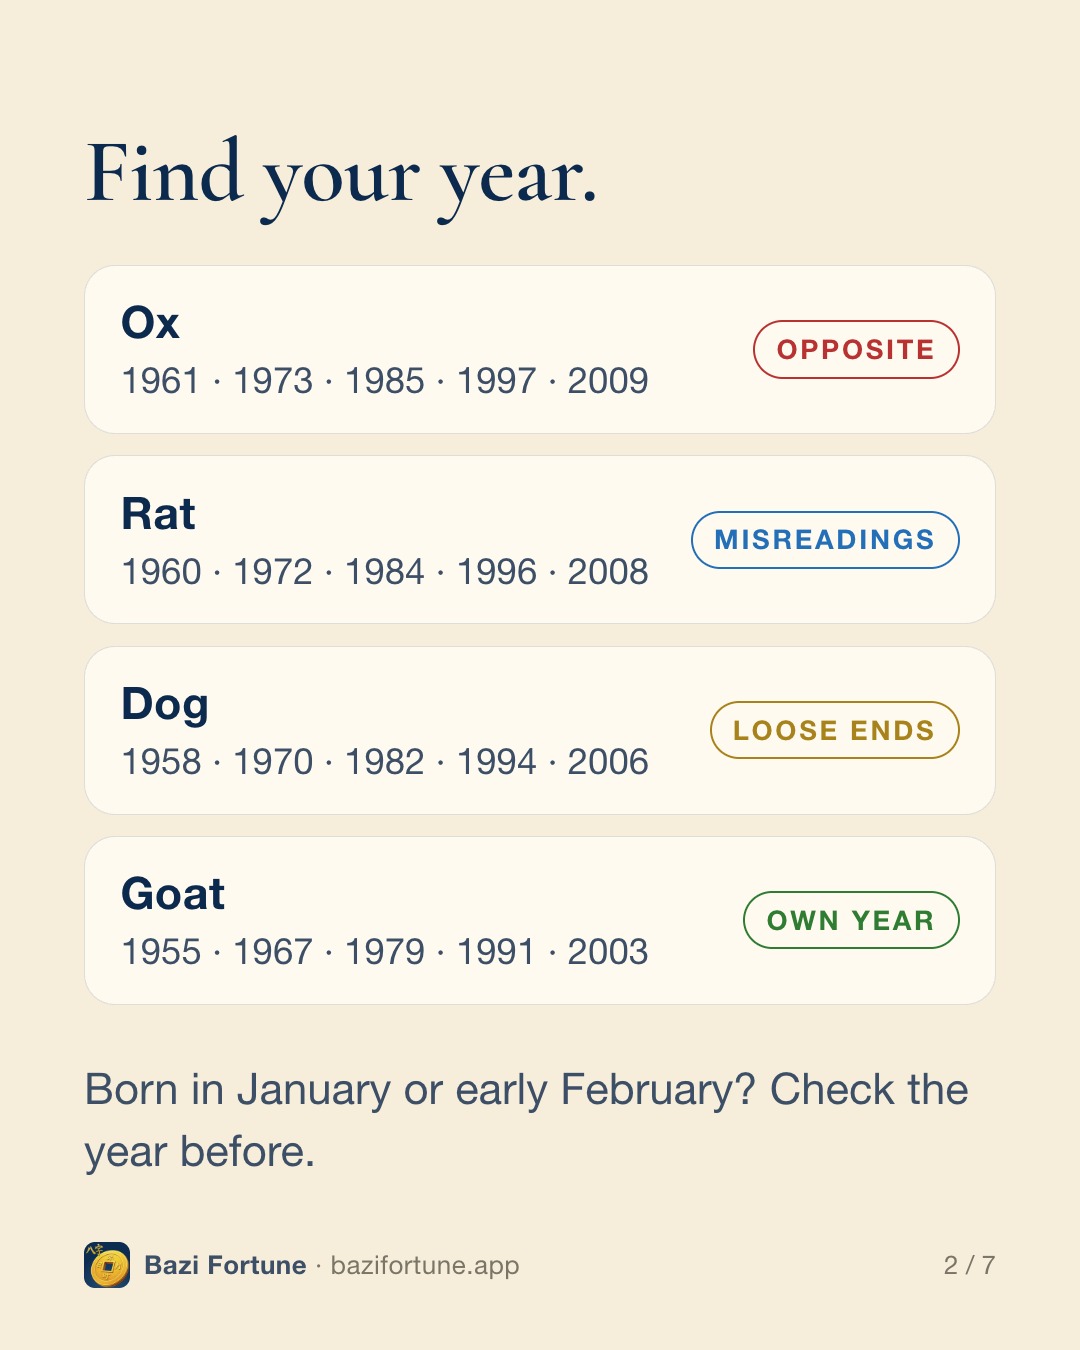 Find your year.
Ox
1961 · 1973 · 1985 · 1997 · 2009
OPPOSITE
Rat
1960 · 1972 · 1984 · 1996 · 2008
MISREADINGS
Dog
1958 · 1970 · 1982 · 1994 · 2006
LOOSE ENDS
Goat
1955 · 1967 · 1979 · 1991 · 2003
OWN YEAR
Born in January or early February? Check the
year before.
八字
Bazi Fortune · bazifortune.app
2 / 7